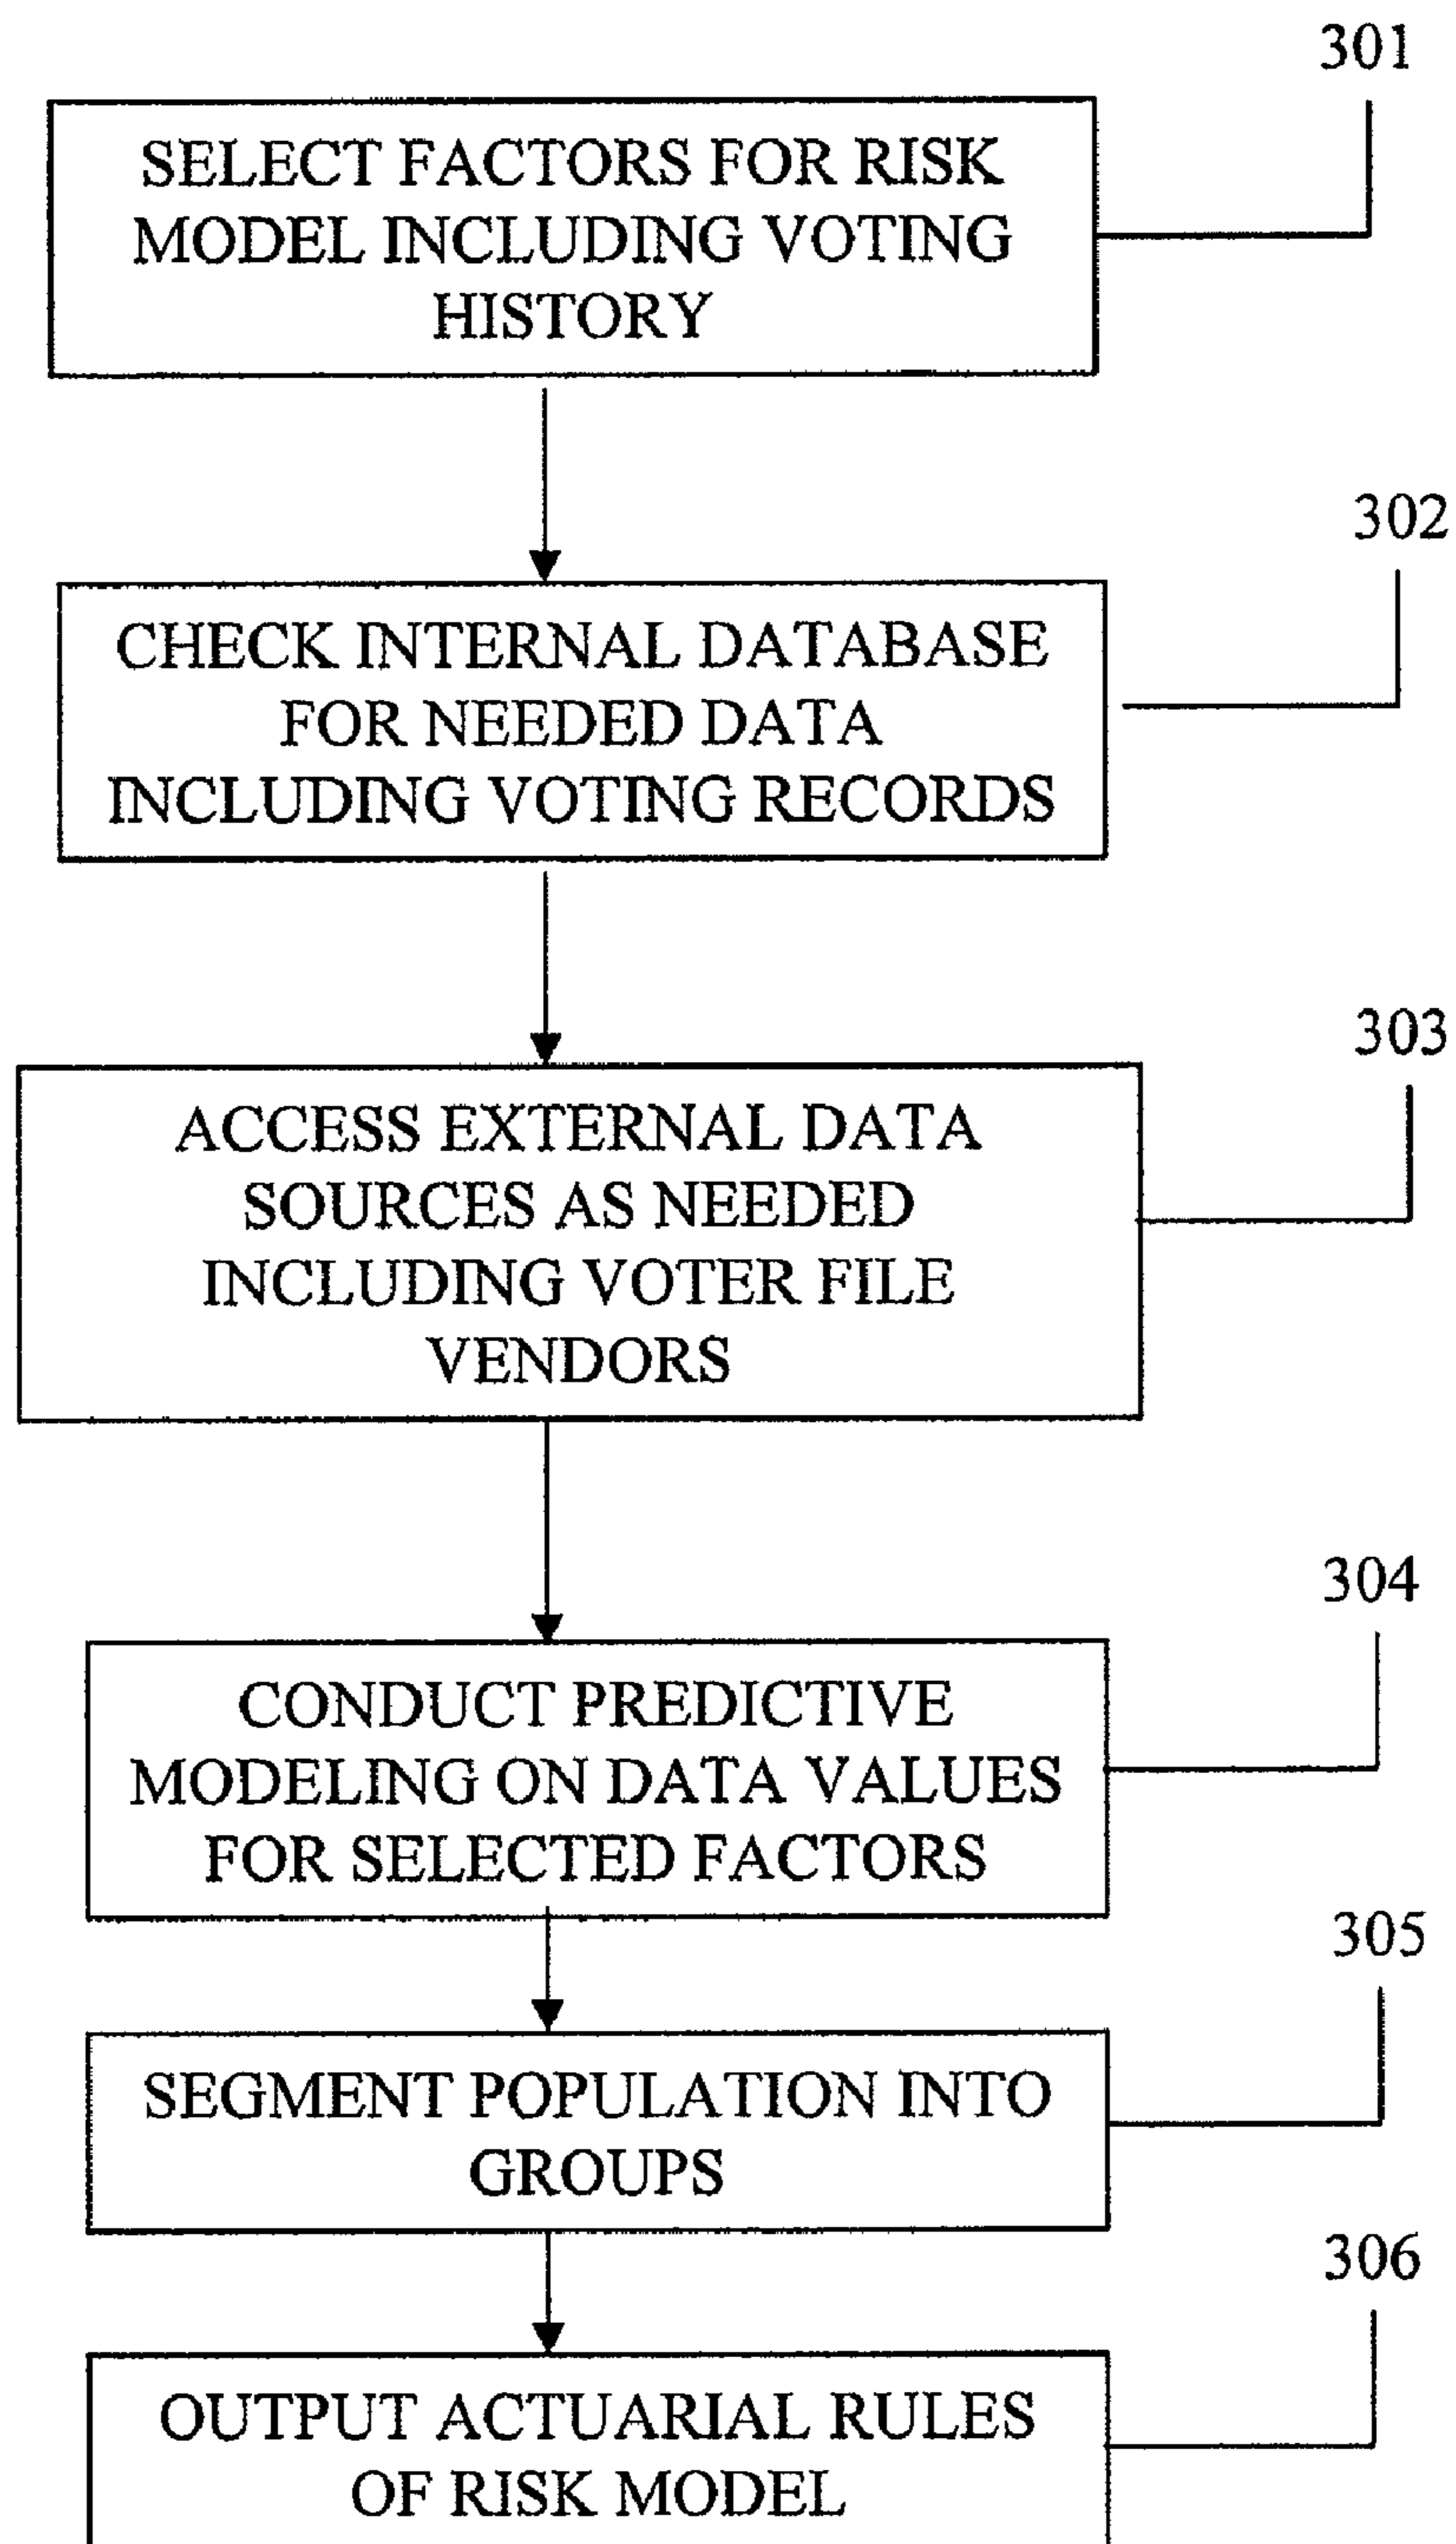 301
SELECT FACTORS FOR RISK
MODEL INCLUDING VOTING
HISTORY
302
CHECK INTERNAL DATABASE
FOR NEEDED DATA
INCLUDING VOTING RECORDS
303
ACCESS EXTERNAL DATA
SOURCES AS NEEDED
INCLUDING VOTER FILE
VENDORS
304
CONDUCT PREDICTIVE
MODELING ON DATA VALUES
FOR SELECTED FACTORS
305
SEGMENT POPULATION INTO
GROUPS
306
OUTPUT ACTUARIAL RULES
OF RISK MODEL